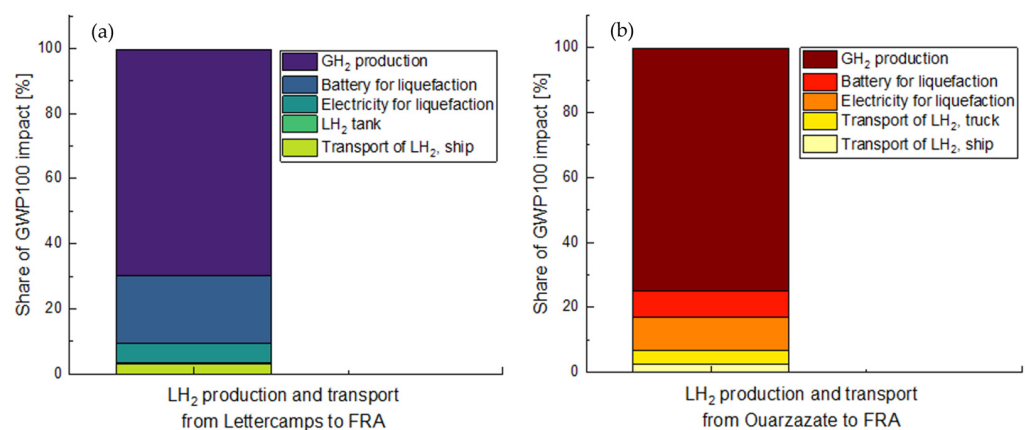 (a)
Share of GWP100 impact [%]
100
80
60
40
20
0
GH₂ production
Battery for liquefaction
Electricity for liquefaction
LH₂ tank
Transport of LH₂, ship
LH₂ production and transport
from Lettercamps to FRA
(b)
Share of GWP100 impact [%]
100
80
60
40
20
0
GH₂ production
Battery for liquefaction
Electricity for liquefaction
Transport of LH₂, truck
Transport of LH₂, ship
LH₂ production and transport
from Ouarzazate to FRA